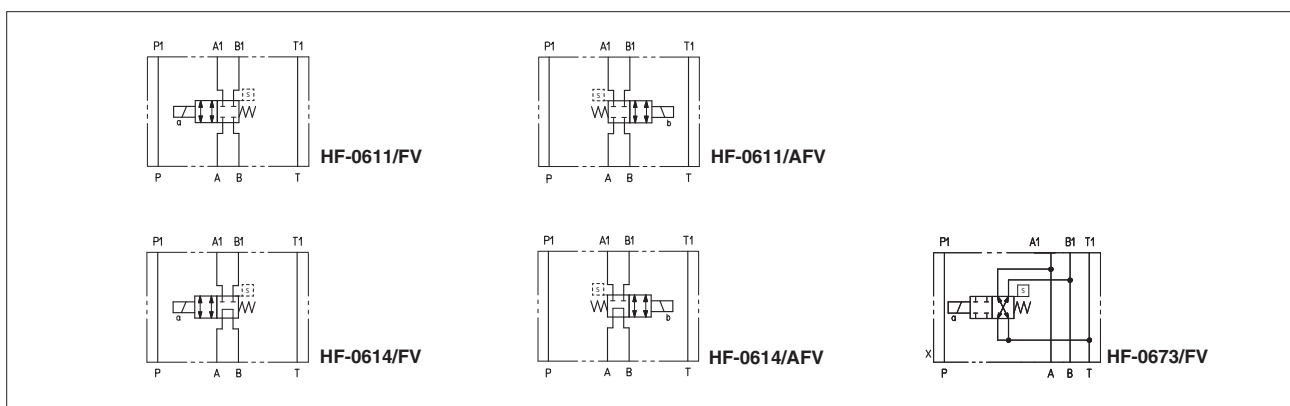 P1 A1 B1 T1
S
a
HF-0611/FV
P A B T
P1 A1 B1 T1
S
b
HF-0611/AFV
P A B T
P1 A1 B1 T1
S
a
HF-0614/FV
P A B T
P1 A1 B1 T1
S
b
HF-0614/AFV
P A B T
P1 A1 B1 T1
S
a
X
HF-0673/FV
P A B T